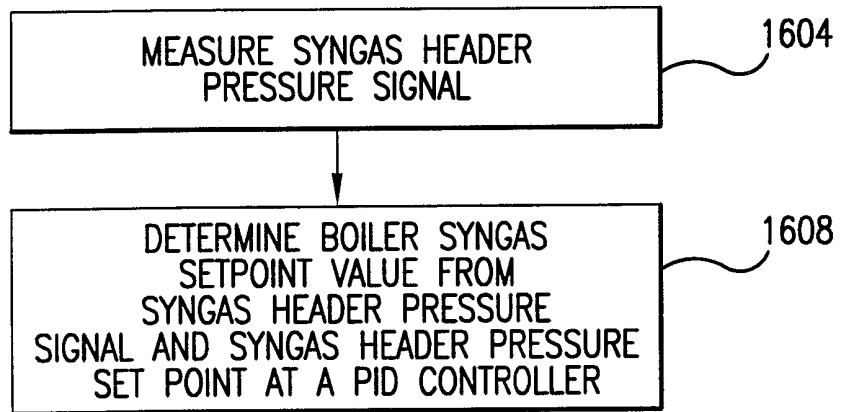 MEASURE SYNGAS HEADER
PRESSURE SIGNAL
1604
DETERMINE BOILER SYNGAS
SETPOINT VALUE FROM
SYNGAS HEADER PRESSURE
SIGNAL AND SYNGAS HEADER PRESSURE
SET POINT AT A PID CONTROLLER
1608